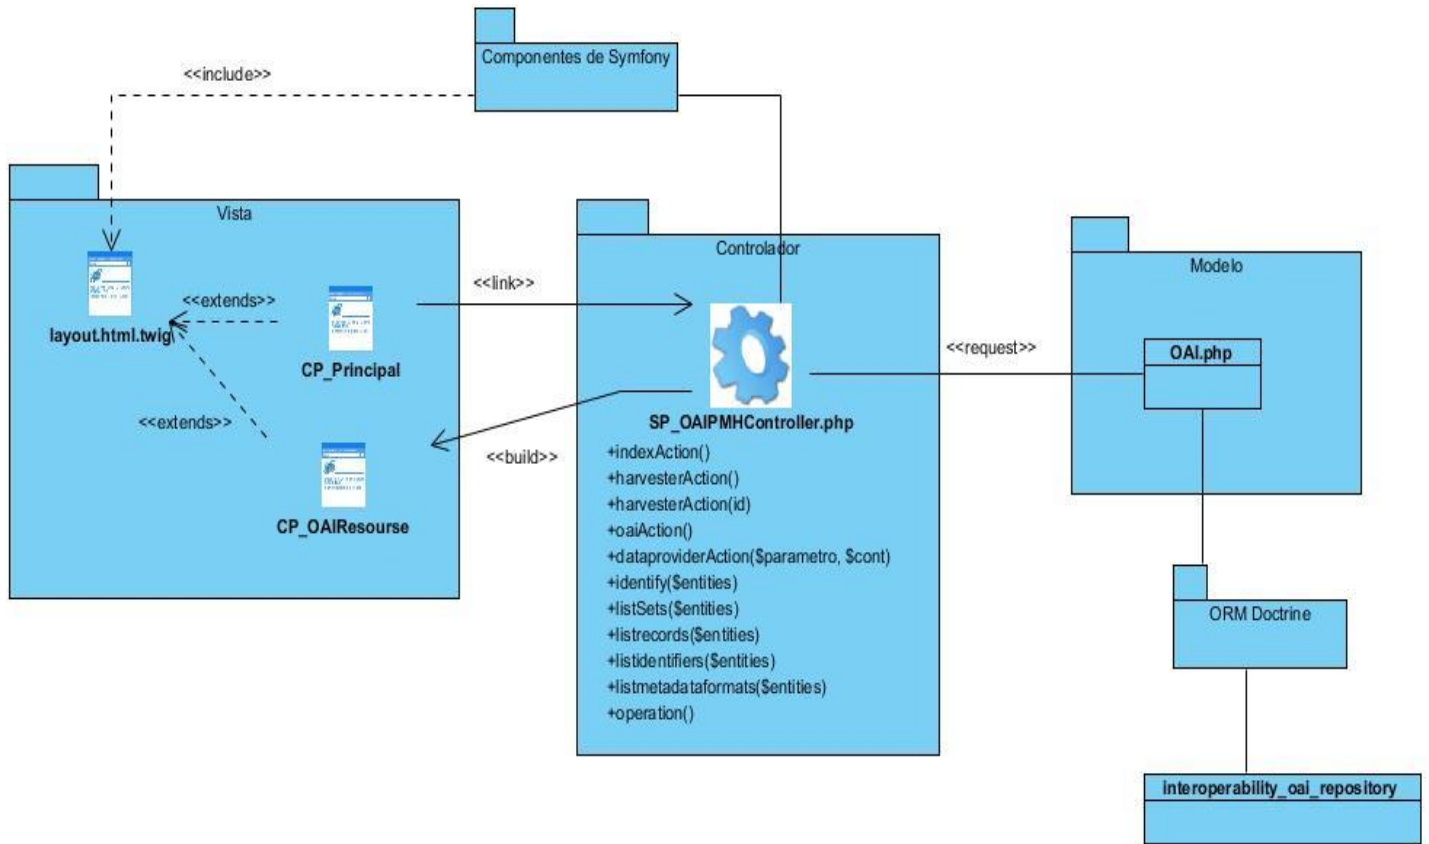 Componentes de Symfony
<<include>>
Vista
layout.html.twig
<<extends>>
CP_Principal
<<extends>>
CP_OAIResourse
<<link>>
<<build>>
Controlador
SP_OAIPMHController.php
+indexAction()
+harvesterAction()
+harvesterAction(id)
+oaiAction()
+dataproviderAction($parametro, $cont)
+identify($entities)
+listSets($entities)
+listrecords($entities)
+listidentifiers($entities)
+listmetadataformats($entities)
+operation()
<<request>>
Modelo
OAI.php
ORM Doctrine
interoperability_oai_repository